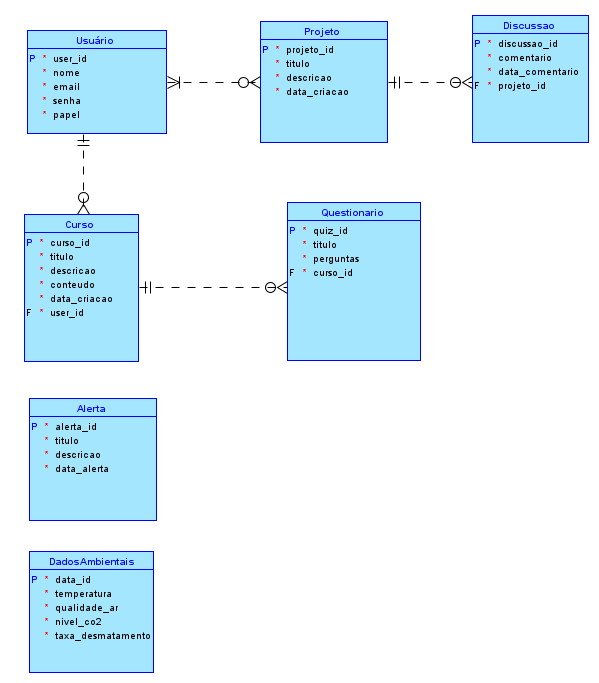 Usuário
P * user_id
* nome
* email
* senha
* papel
Projeto
P * projeto_id
* titulo
* descricao
* data_criacao
Discussao
P * discussao_id
* comentario
* data_comentario
F * projeto_id
Curso
P * curso_id
* titulo
* descricao
* conteudo
* data_criacao
F * user_id
Questionario
P * quiz_id
* titulo
* perguntas
F * curso_id
Alerta
P * alerta_id
* titulo
* descricao
* data_alerta
DadosAmbientais
P * data_id
* temperatura
* qualidade_ar
* nivel_co2
* taxa_desmatamento